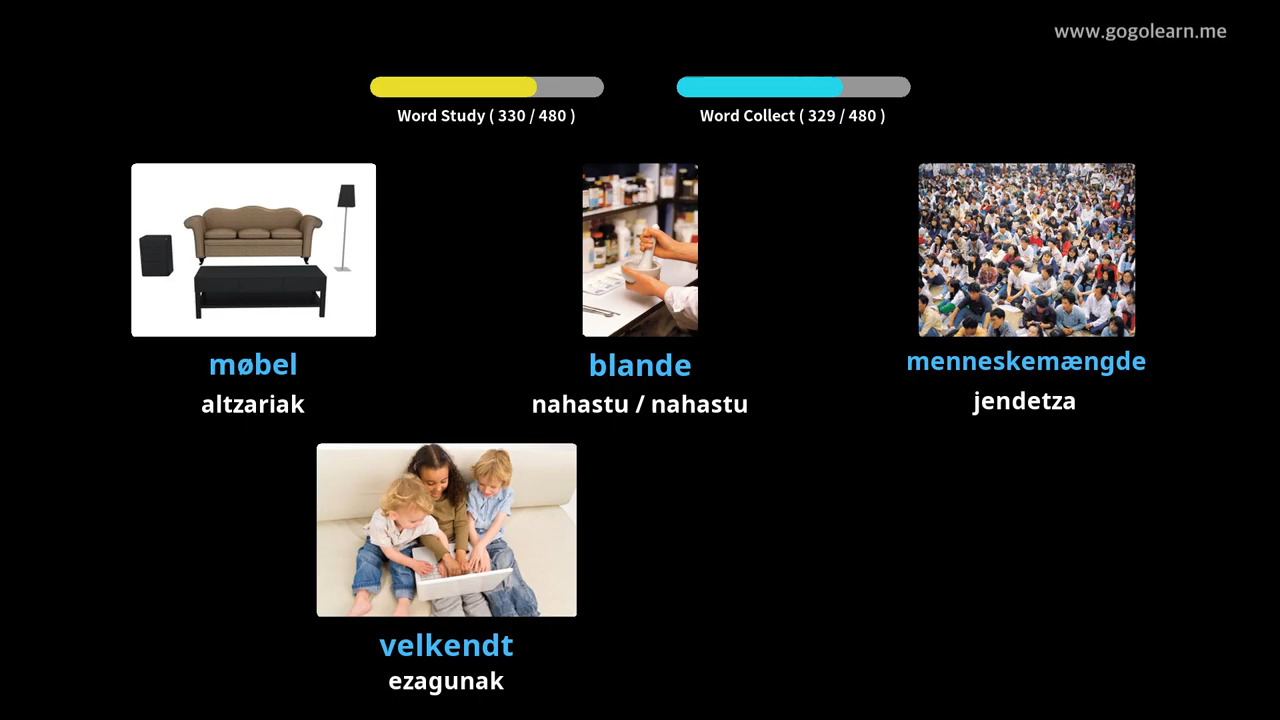 www.gogolearn.me
Word Study ( 330 / 480 )
Word Collect ( 329 / 480 )
møbel
altzariak
blande
nahastu / nahastu
menneskemængde
jendetza
velkendt
ezagunak